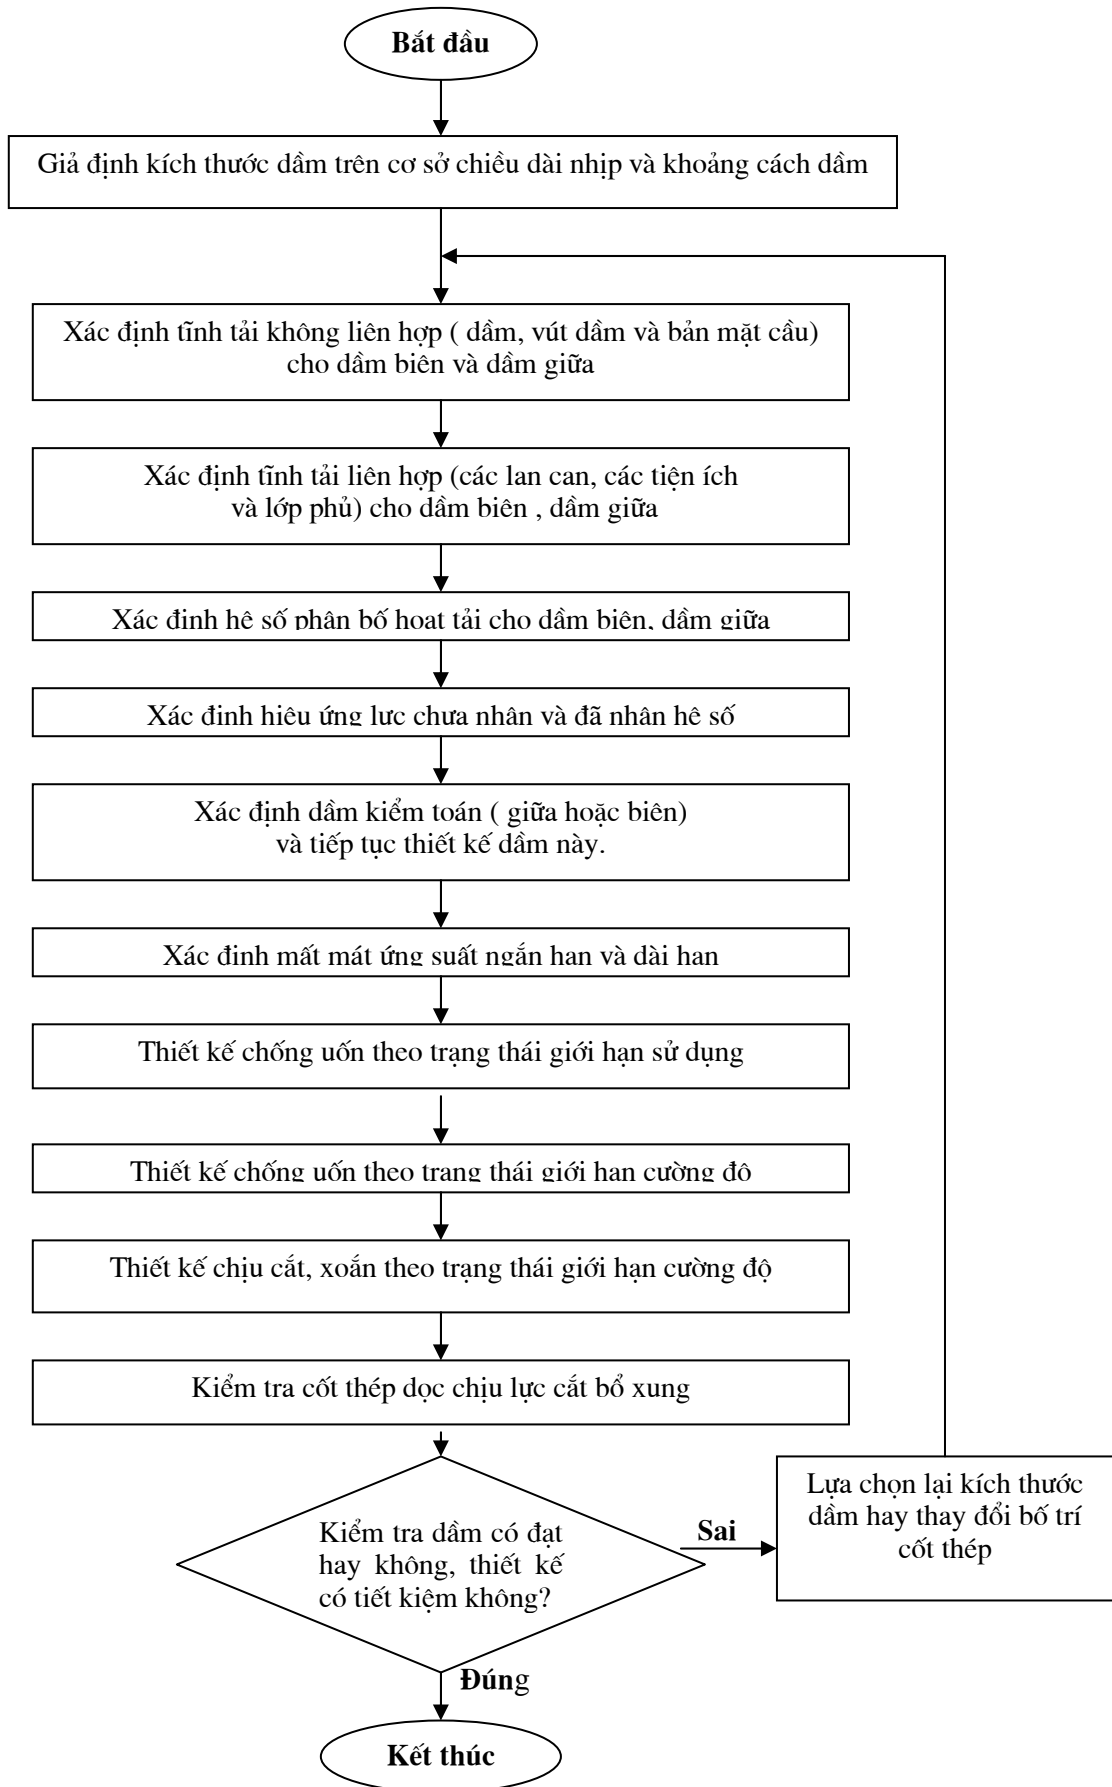 Bắt đầu
Giả định kích thước dầm trên cơ sở chiều dài nhịp và khoảng cách dầm
Xác định tĩnh tải không liên hợp ( dầm, vút dầm và bản mặt cầu)
cho dầm biên và dầm giữa
Xác định tĩnh tải liên hợp (các lan can, các tiện ích
và lớp phủ) cho dầm biên , dầm giữa
Xác định hệ số phân bố hoạt tải cho dầm biên, dầm giữa
Xác định hiệu ứng lực chưa nhân và đã nhân hệ số
Xác định dầm kiểm toán ( giữa hoặc biên)
và tiếp tục thiết kế dầm này.
Xác định mất mát ứng suất ngắn hạn và dài hạn
Thiết kế chống uốn theo trạng thái giới hạn sử dụng
Thiết kế chống uốn theo trạng thái giới hạn cường độ
Thiết kế chịu cắt, xoắn theo trạng thái giới hạn cường độ
Kiểm tra cốt thép dọc chịu lực cắt bổ xung
Kiểm tra dầm có đạt
hay không, thiết kế
có tiết kiệm không?
Sai
Lựa chọn lại kích thước
dầm hay thay đổi bố trí
cốt thép
Đúng
Kết thúc